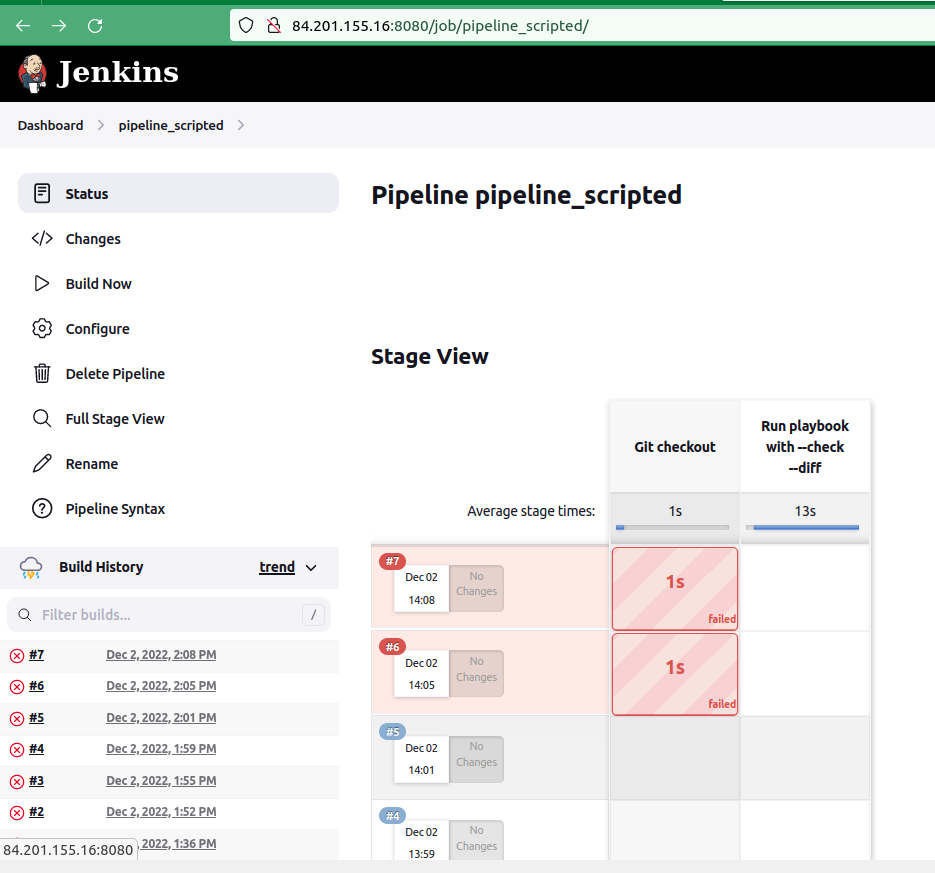 84.201.155.16:8080/job/pipeline_scripted/
Jenkins
Dashboard
pipeline_scripted
Status
Changes
Build Now
Configure
Delete Pipeline
Full Stage View
Rename
Pipeline Syntax
Build History
trend
Filter builds...
/
#7
Dec 2, 2022, 2:08 PM
#6
Dec 2, 2022, 2:05 PM
#5
Dec 2, 2022, 2:01 PM
#4
Dec 2, 2022, 1:59 PM
#3
Dec 2, 2022, 1:55 PM
#2
Dec 2, 2022, 1:52 PM
2, 2022, 1:36 PM
84.201.155.16:8080
Pipeline pipeline_scripted
Stage View
Git checkout
Run playbook
with --check
--diff
Average stage times:
1s
13s
#7
Dec 02
14:08
No
Changes
1s
failed
#6
Dec 02
14:05
No
Changes
1s
failed
#5
Dec 02
14:01
No
Changes
#4
Dec 02
13:59
No
Changes